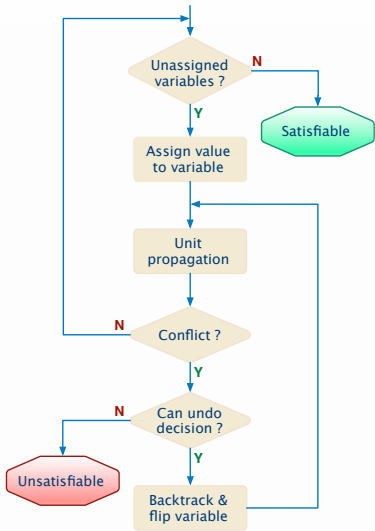 Unassigned
variables ?
N
Y
Satisfiable
Assign value
to variable
Unit
propagation
N
Conflict ?
Y
N
Can undo
decision ?
Y
Unsatisfiable
Backtrack &
flip variable